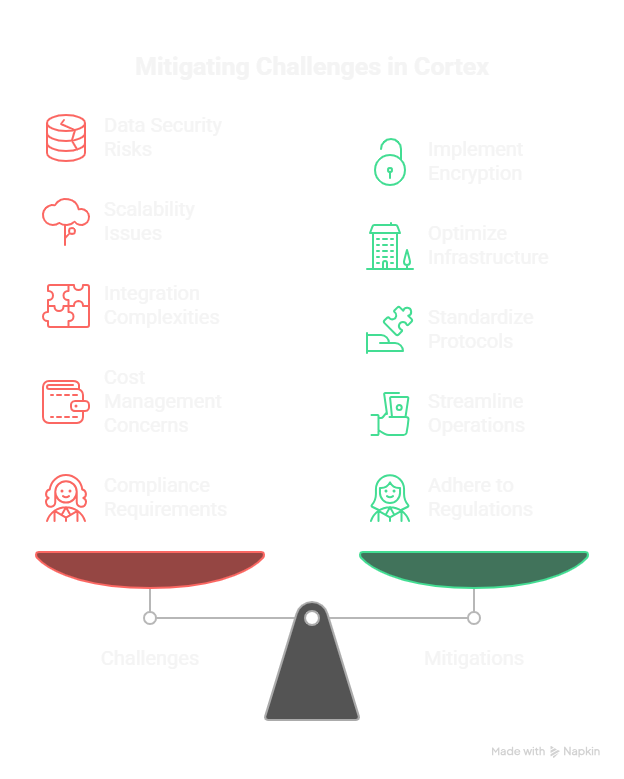 Mitigating Challenges in Cortex
Data Security
Risks
Scalability
Issues
Integration
Complexities
Cost
Management
Concerns
Compliance
Requirements
Implement
Encryption
Optimize
Infrastructure
Standardize
Protocols
Streamline
Operations
Adhere to
Regulations
Challenges
Mitigations
Made with Napkin